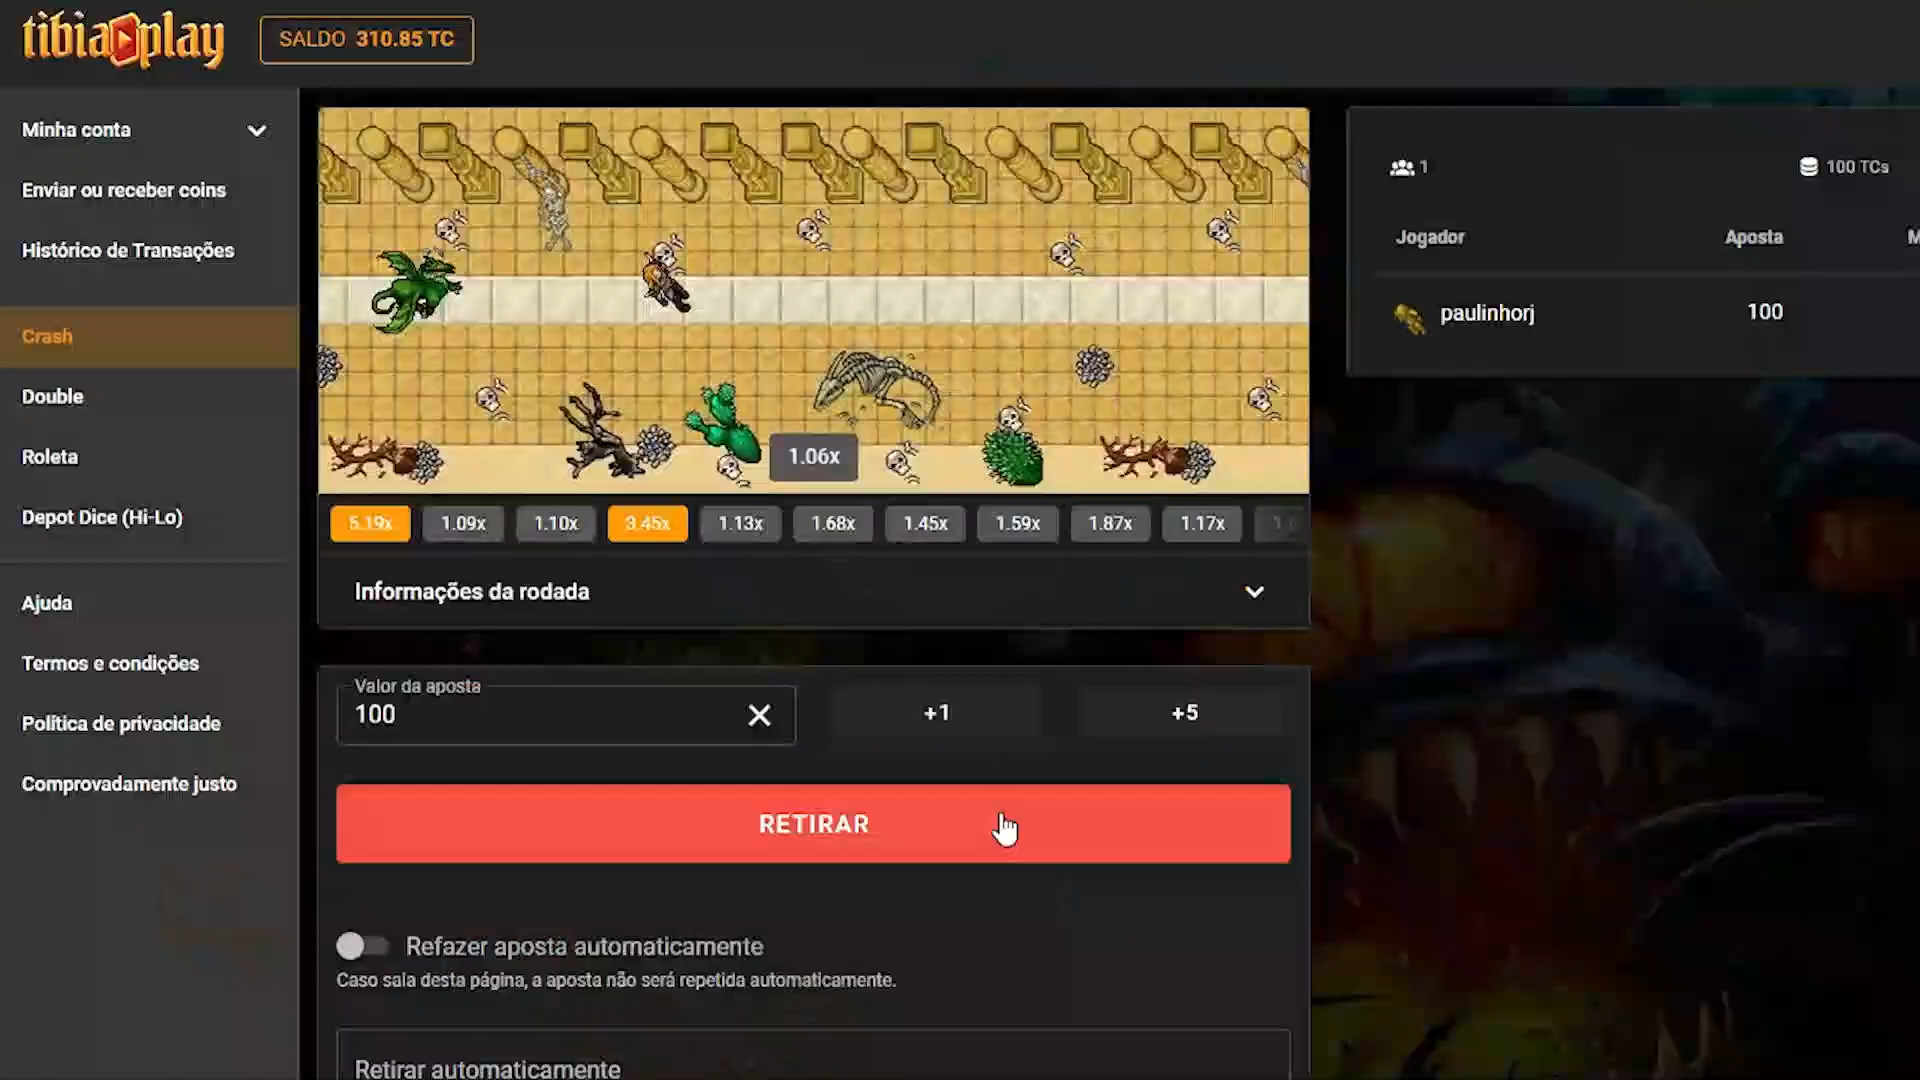 tibiaplay
SALDO 310.85 TC
Minha conta
Enviar ou receber coins
Histórico de Transações
Crash
Double
Roleta
Depot Dice (Hi-Lo)
Ajuda
Termos e condições
Política de privacidade
Comprovadamente justo
1.06x
5.19x 1.09x 1.10x 3.45x 1.13x 1.68x 1.45x 1.59x 1.87x 1.17x
Informações da rodada
Valor da aposta
100
+1
+5
RETIRAR
Refazer aposta automaticamente
Caso saia desta página, a aposta não será repetida automaticamente.
Retirar automaticamente
1
100 TCs
Jogador Aposta
paulinhorj 100